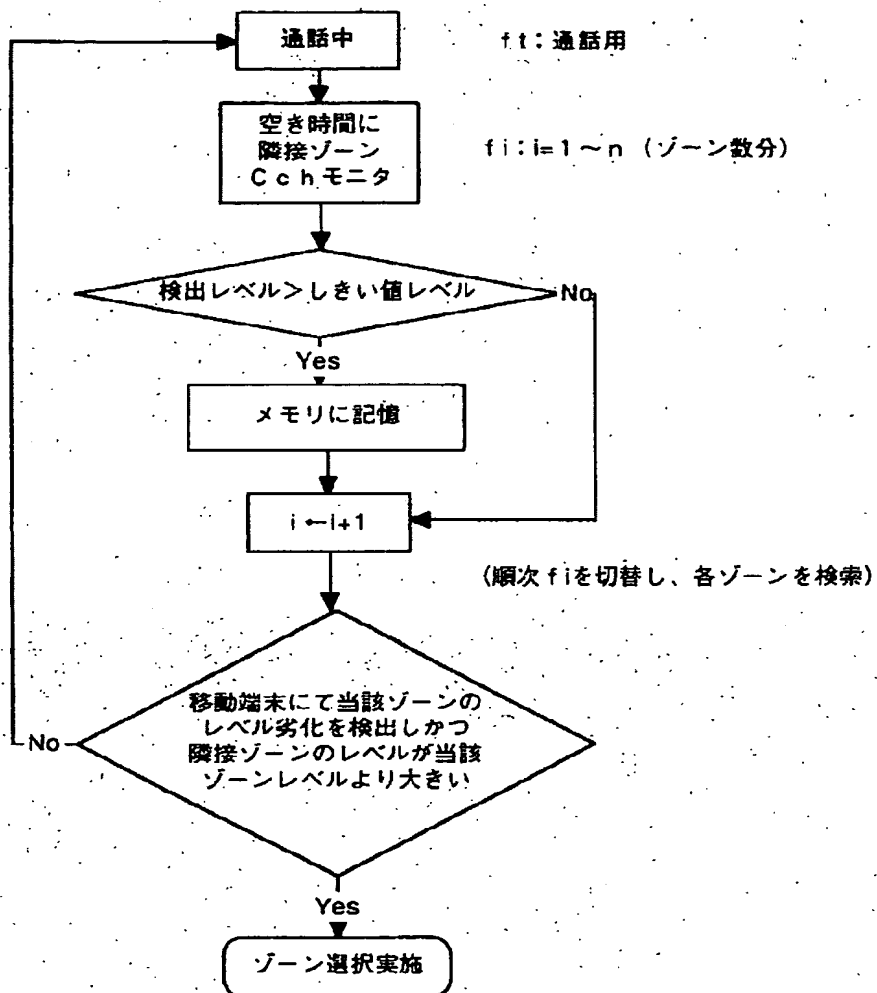 通話中
ft:通話用
空き時間に
隣接ゾーン
Cchモニタ
fi:i=1~n (ゾーン数分)
検出レベル>しきい値レベル
No
Yes
メモリに記憶
i←i+1
(順次fiを切替し、各ゾーンを検索)
移動端末にて当該ゾーンの
レベル劣化を検出しかつ
隣接ゾーンのレベルが当該
ゾーンレベルより大きい
No
Yes
ゾーン選択実施